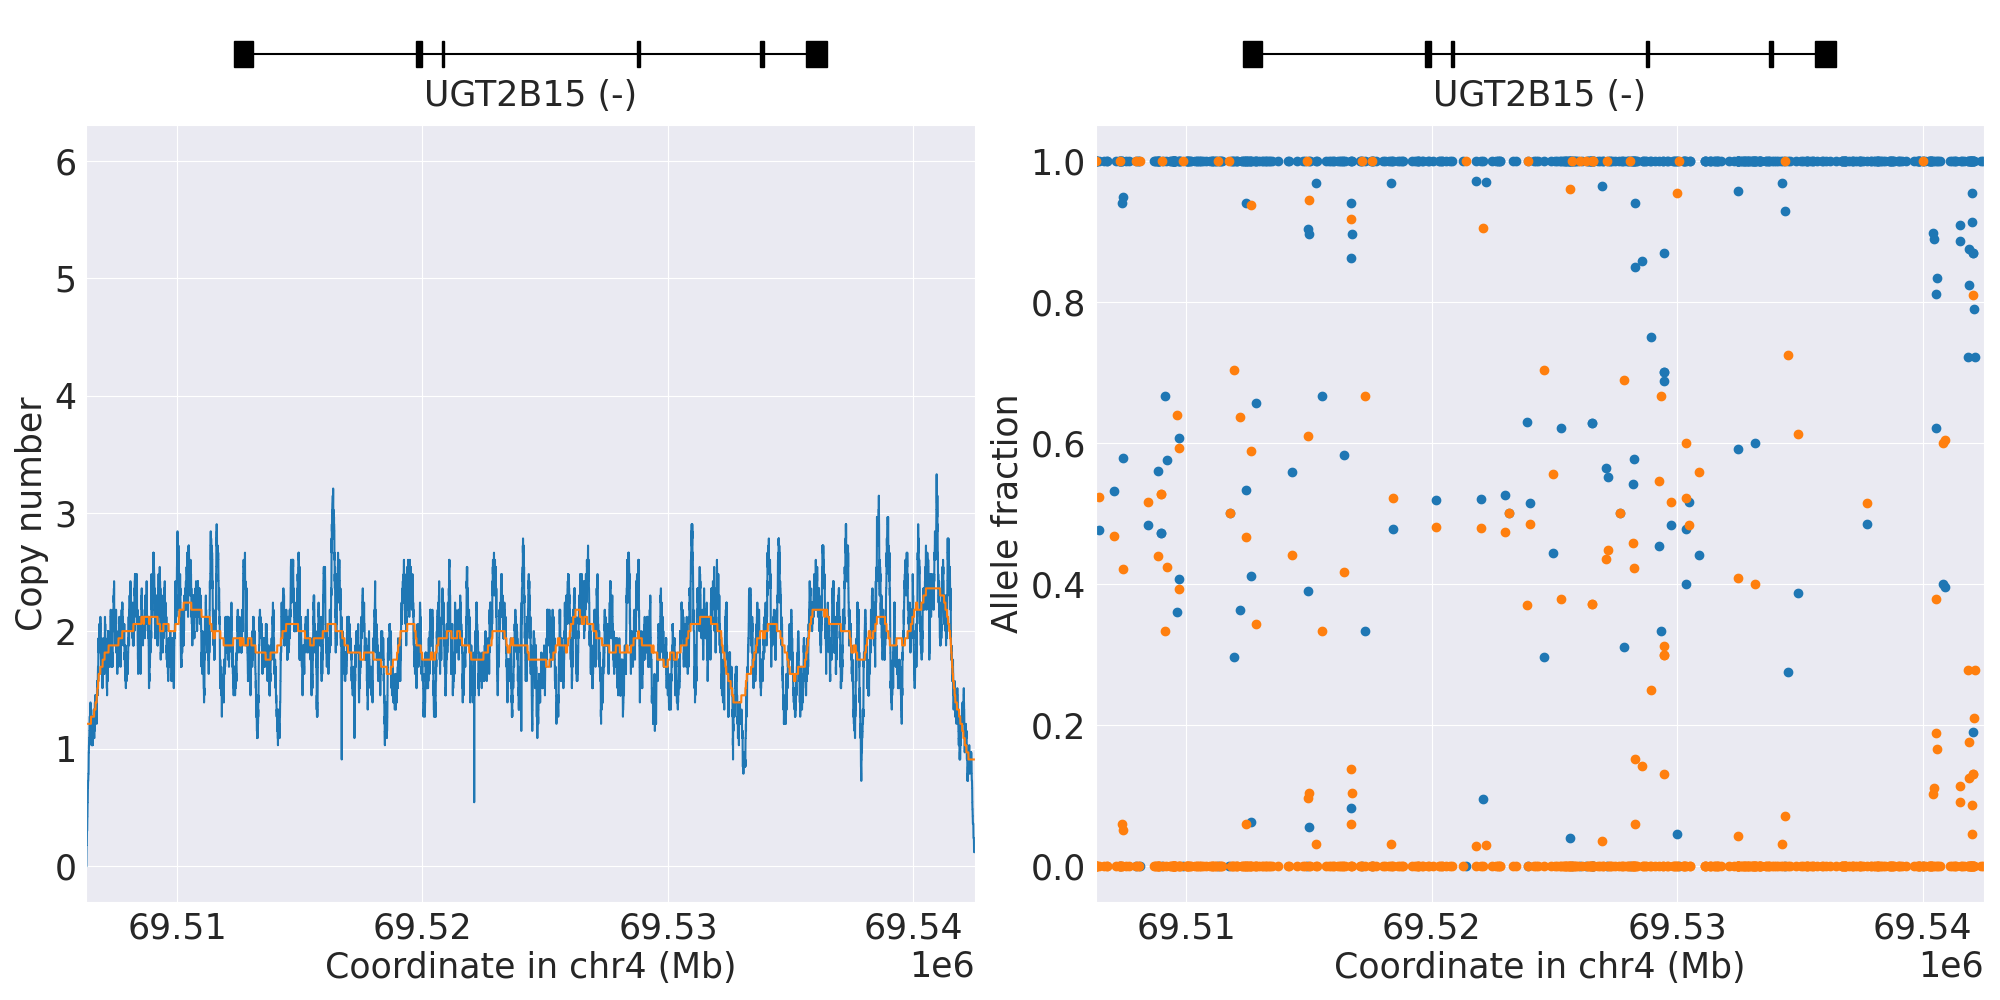 UGT2B15 (-)
6
5
4
3
2
1
0
Copy number
69.51 69.52 69.53 69.54
Coordinate in chr4 (Mb)
1e6
UGT2B15 (-)
1.0
0.8
0.6
0.4
0.2
0.0
Allele fraction
69.51 69.52 69.53 69.54
Coordinate in chr4 (Mb)
1e6